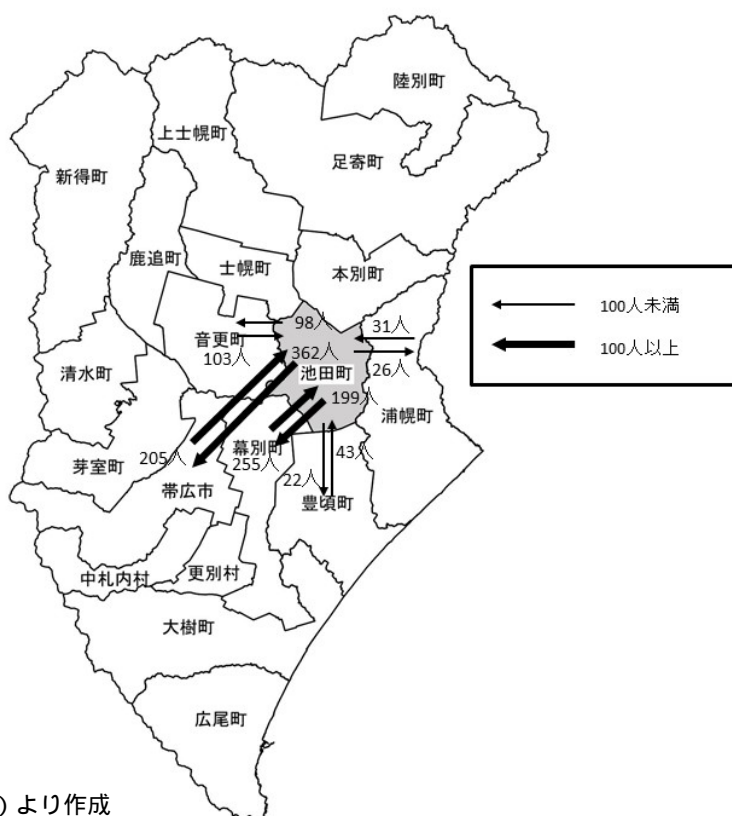 陸別町
上士幌町
足寄町
新得町
鹿追町
士幌町
本別町
100人未満
98人
31人
音更町
103人
362人
100人以上
清水町
池田町
26人
199人
浦幌町
幕別町
43人
芽室町
205人
255人
22人
帯広市
豊頃町
中札内村
更別村
大樹町
広尾町
) より作成